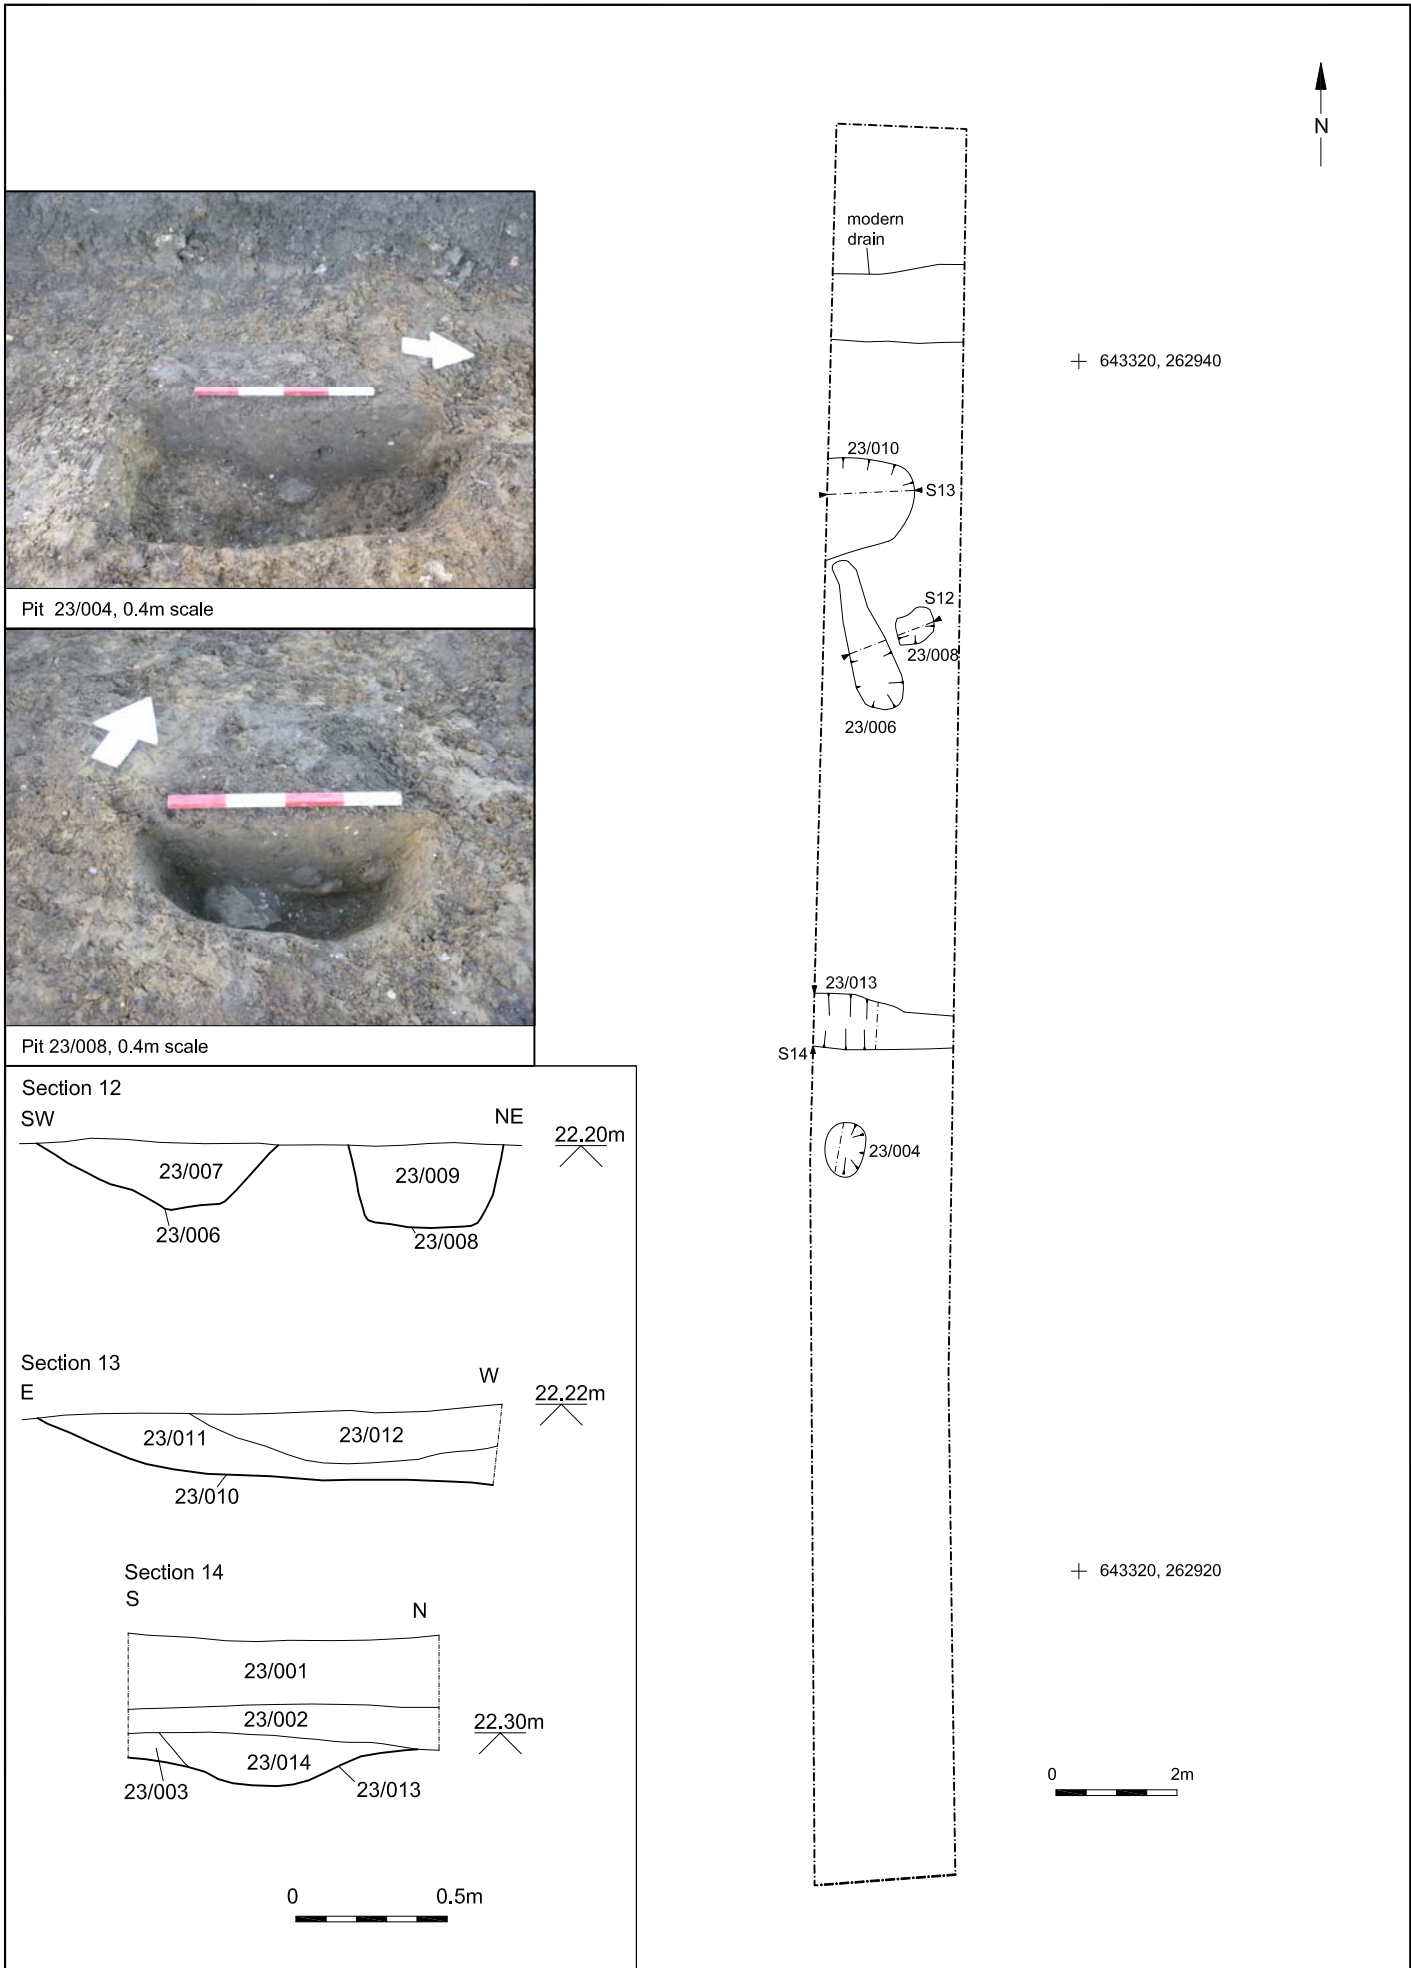 N
modern
drain
643320, 262940
23/010
S13
S12
23/008
23/006
23/013
S14
23/004
643320, 262920
0 2m
Pit 23/004, 0.4m scale
Pit 23/008, 0.4m scale
Section 12
SW NE
22.20m
23/007 23/009
23/006 23/008
Section 13
E W
22.22m
23/011 23/012
23/010
Section 14
S N
23/001
23/002
22.30m
23/014
23/003 23/013
0 0.5m